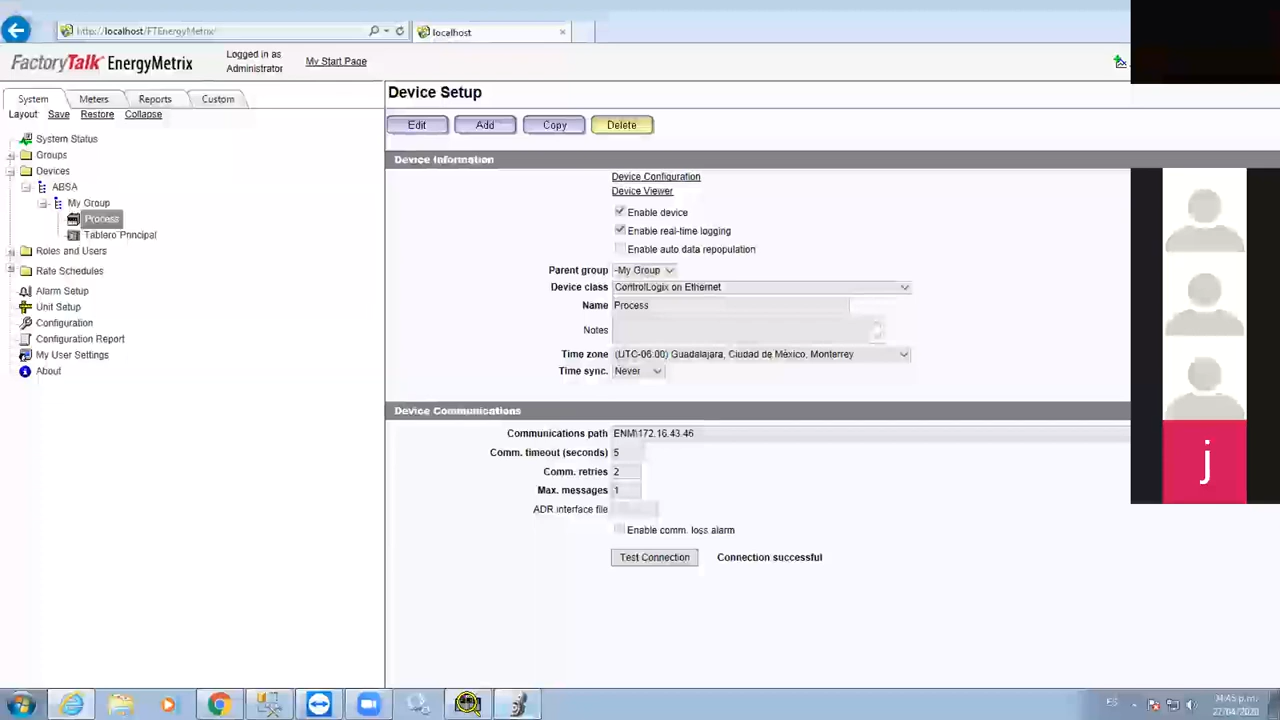 http://localhost/FTEnergyMetrix/
localhost
FactoryTalk EnergyMetrix
Logged in as
Administrator
My Start Page
System
Meters
Reports
Custom
Layout: Save Restore Collapse
System Status
Groups
Devices
ABSA
My Group
Process
Tablero Principal
Roles and Users
Rate Schedules
Alarm Setup
Unit Setup
Configuration
Configuration Report
My User Settings
About
Device Setup
Edit
Add
Copy
Delete
Device Information
Device Configuration
Device Viewer
Enable device
Enable real-time logging
Enable auto data repopulation
Parent group -My Group
Device class ControlLogix on Ethernet
Name Process
Notes
Time zone (UTC-06:00) Guadalajara, Ciudad de México, Monterrey
Time sync. Never
Device Communications
Communications path ENM\172.16.43.46
Comm. timeout (seconds) 5
Comm. retries 2
Max. messages 1
ADR interface file
Enable comm. loss alarm
Test Connection Connection successful
j
ES
04:45 p.m.
27/04/2020